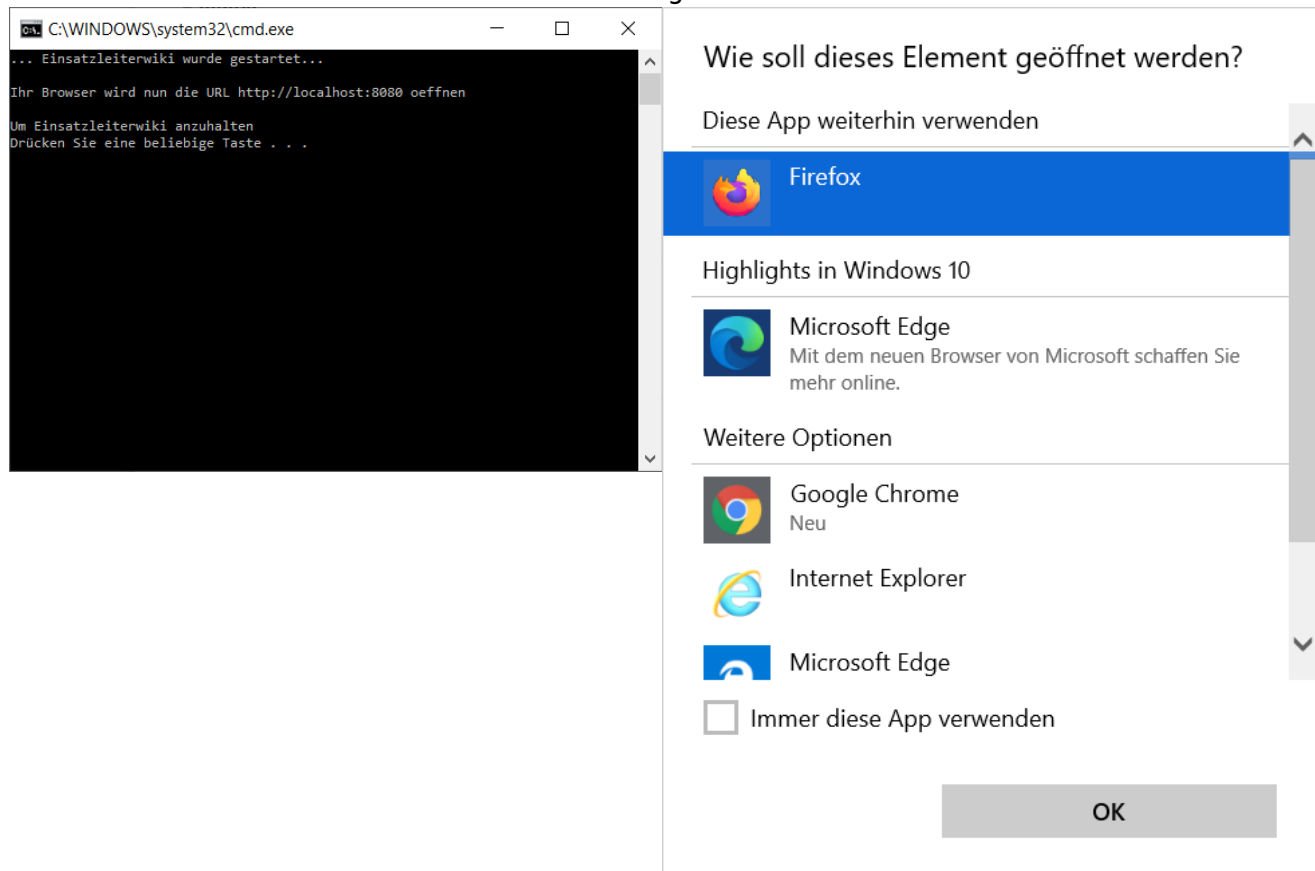 C:\WINDOWS\system32\cmd.exe
... Einsatzleiterwiki wurde gestartet...
Ihr Browser wird nun die URL http://localhost:8080 oeffnen
Um Einsatzleiterwiki anzuhalten
Drücken Sie eine beliebige Taste . . .
Wie soll dieses Element geöffnet werden?
Diese App weiterhin verwenden
Firefox
Highlights in Windows 10
Microsoft Edge
Mit dem neuen Browser von Microsoft schaffen Sie
mehr online.
Weitere Optionen
Google Chrome
Neu
Internet Explorer
Microsoft Edge
Immer diese App verwenden
OK